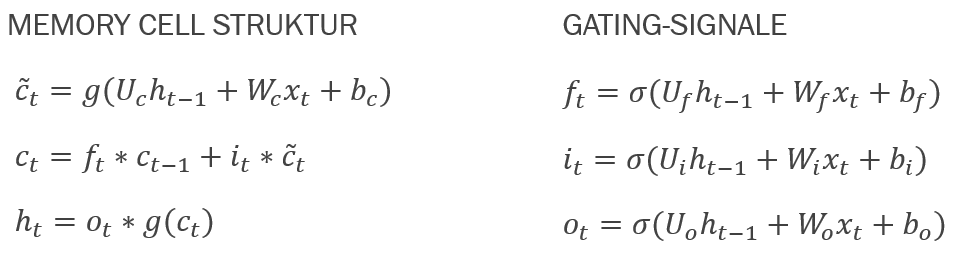 MEMORY CELL STRUKTUR
c̃ₜ = g(U_c h_{t−1} + W_c x_t + b_c)
c_t = f_t ∗ c_{t−1} + i_t ∗ c̃_t
h_t = o_t ∗ g(c_t)
GATING-SIGNALE
f_t = σ(U_f h_{t−1} + W_f x_t + b_f)
i_t = σ(U_i h_{t−1} + W_i x_t + b_i)
o_t = σ(U_o h_{t−1} + W_o x_t + b_o)